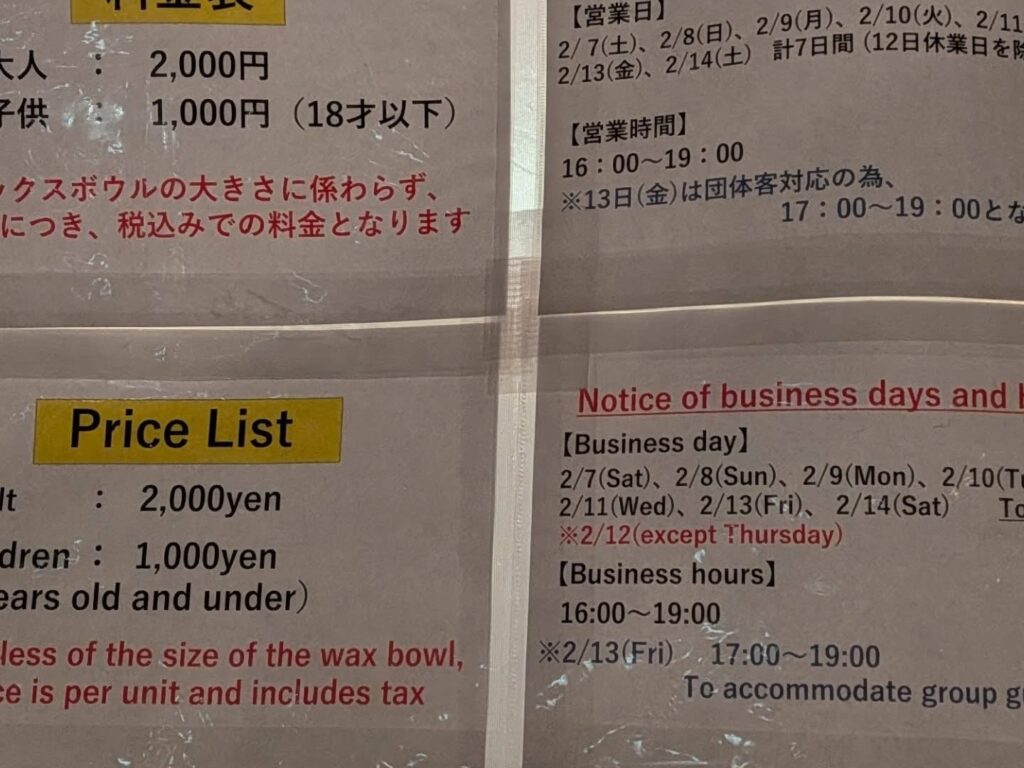 料金表
大人 : 2,000円
子供 : 1,000円（18才以下）
ックスボウルの大きさに係わらず、
につき、税込みでの料金となります
【営業日】
2/7(土)、2/8(日)、2/9(月)、2/10(火)、2/11
2/13(金)、2/14(土) 計7日間 (12日休業日を除
【営業時間】
16：00～19：00
※13日(金)は団体客対応の為、
17：00～19：00とな
Price List
lt : 2,000yen
dren : 1,000yen
ears old and under)
less of the size of the wax bowl,
ce is per unit and includes tax
Notice of business days and h
【Business day】
2/7(Sat)、2/8(Sun)、2/9(Mon)、2/10(Tu
2/11(Wed)、2/13(Fri)、2/14(Sat) To
※2/12(except Thursday)
【Business hours】
16:00～19:00
※2/13(Fri) 17:00～19:00
To accommodate group g